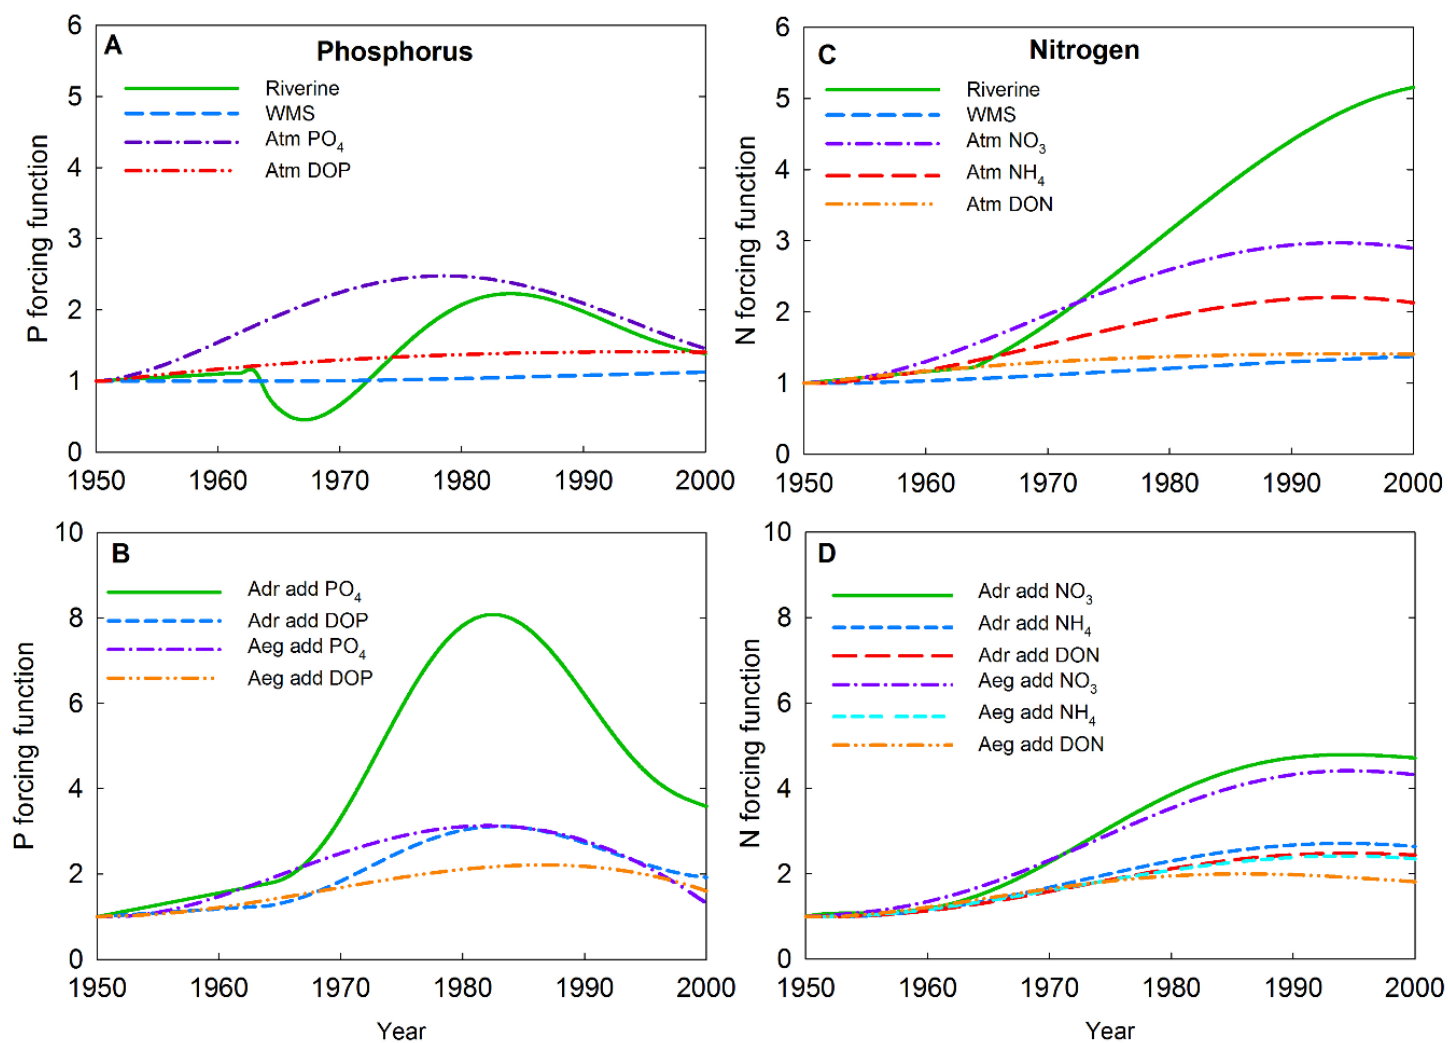 A
Phosphorus
Riverine
WMS
Atm PO4
Atm DOP
P forcing function
6
5
4
3
2
1
0
1950 1960 1970 1980 1990 2000
C
Nitrogen
Riverine
WMS
Atm NO3
Atm NH4
Atm DON
N forcing function
6
5
4
3
2
1
0
1950 1960 1970 1980 1990 2000
B
Adr add PO4
Adr add DOP
Aeg add PO4
Aeg add DOP
P forcing function
10
8
6
4
2
0
1950 1960 1970 1980 1990 2000
Year
D
Adr add NO3
Adr add NH4
Adr add DON
Aeg add NO3
Aeg add NH4
Aeg add DON
N forcing function
10
8
6
4
2
0
1950 1960 1970 1980 1990 2000
Year